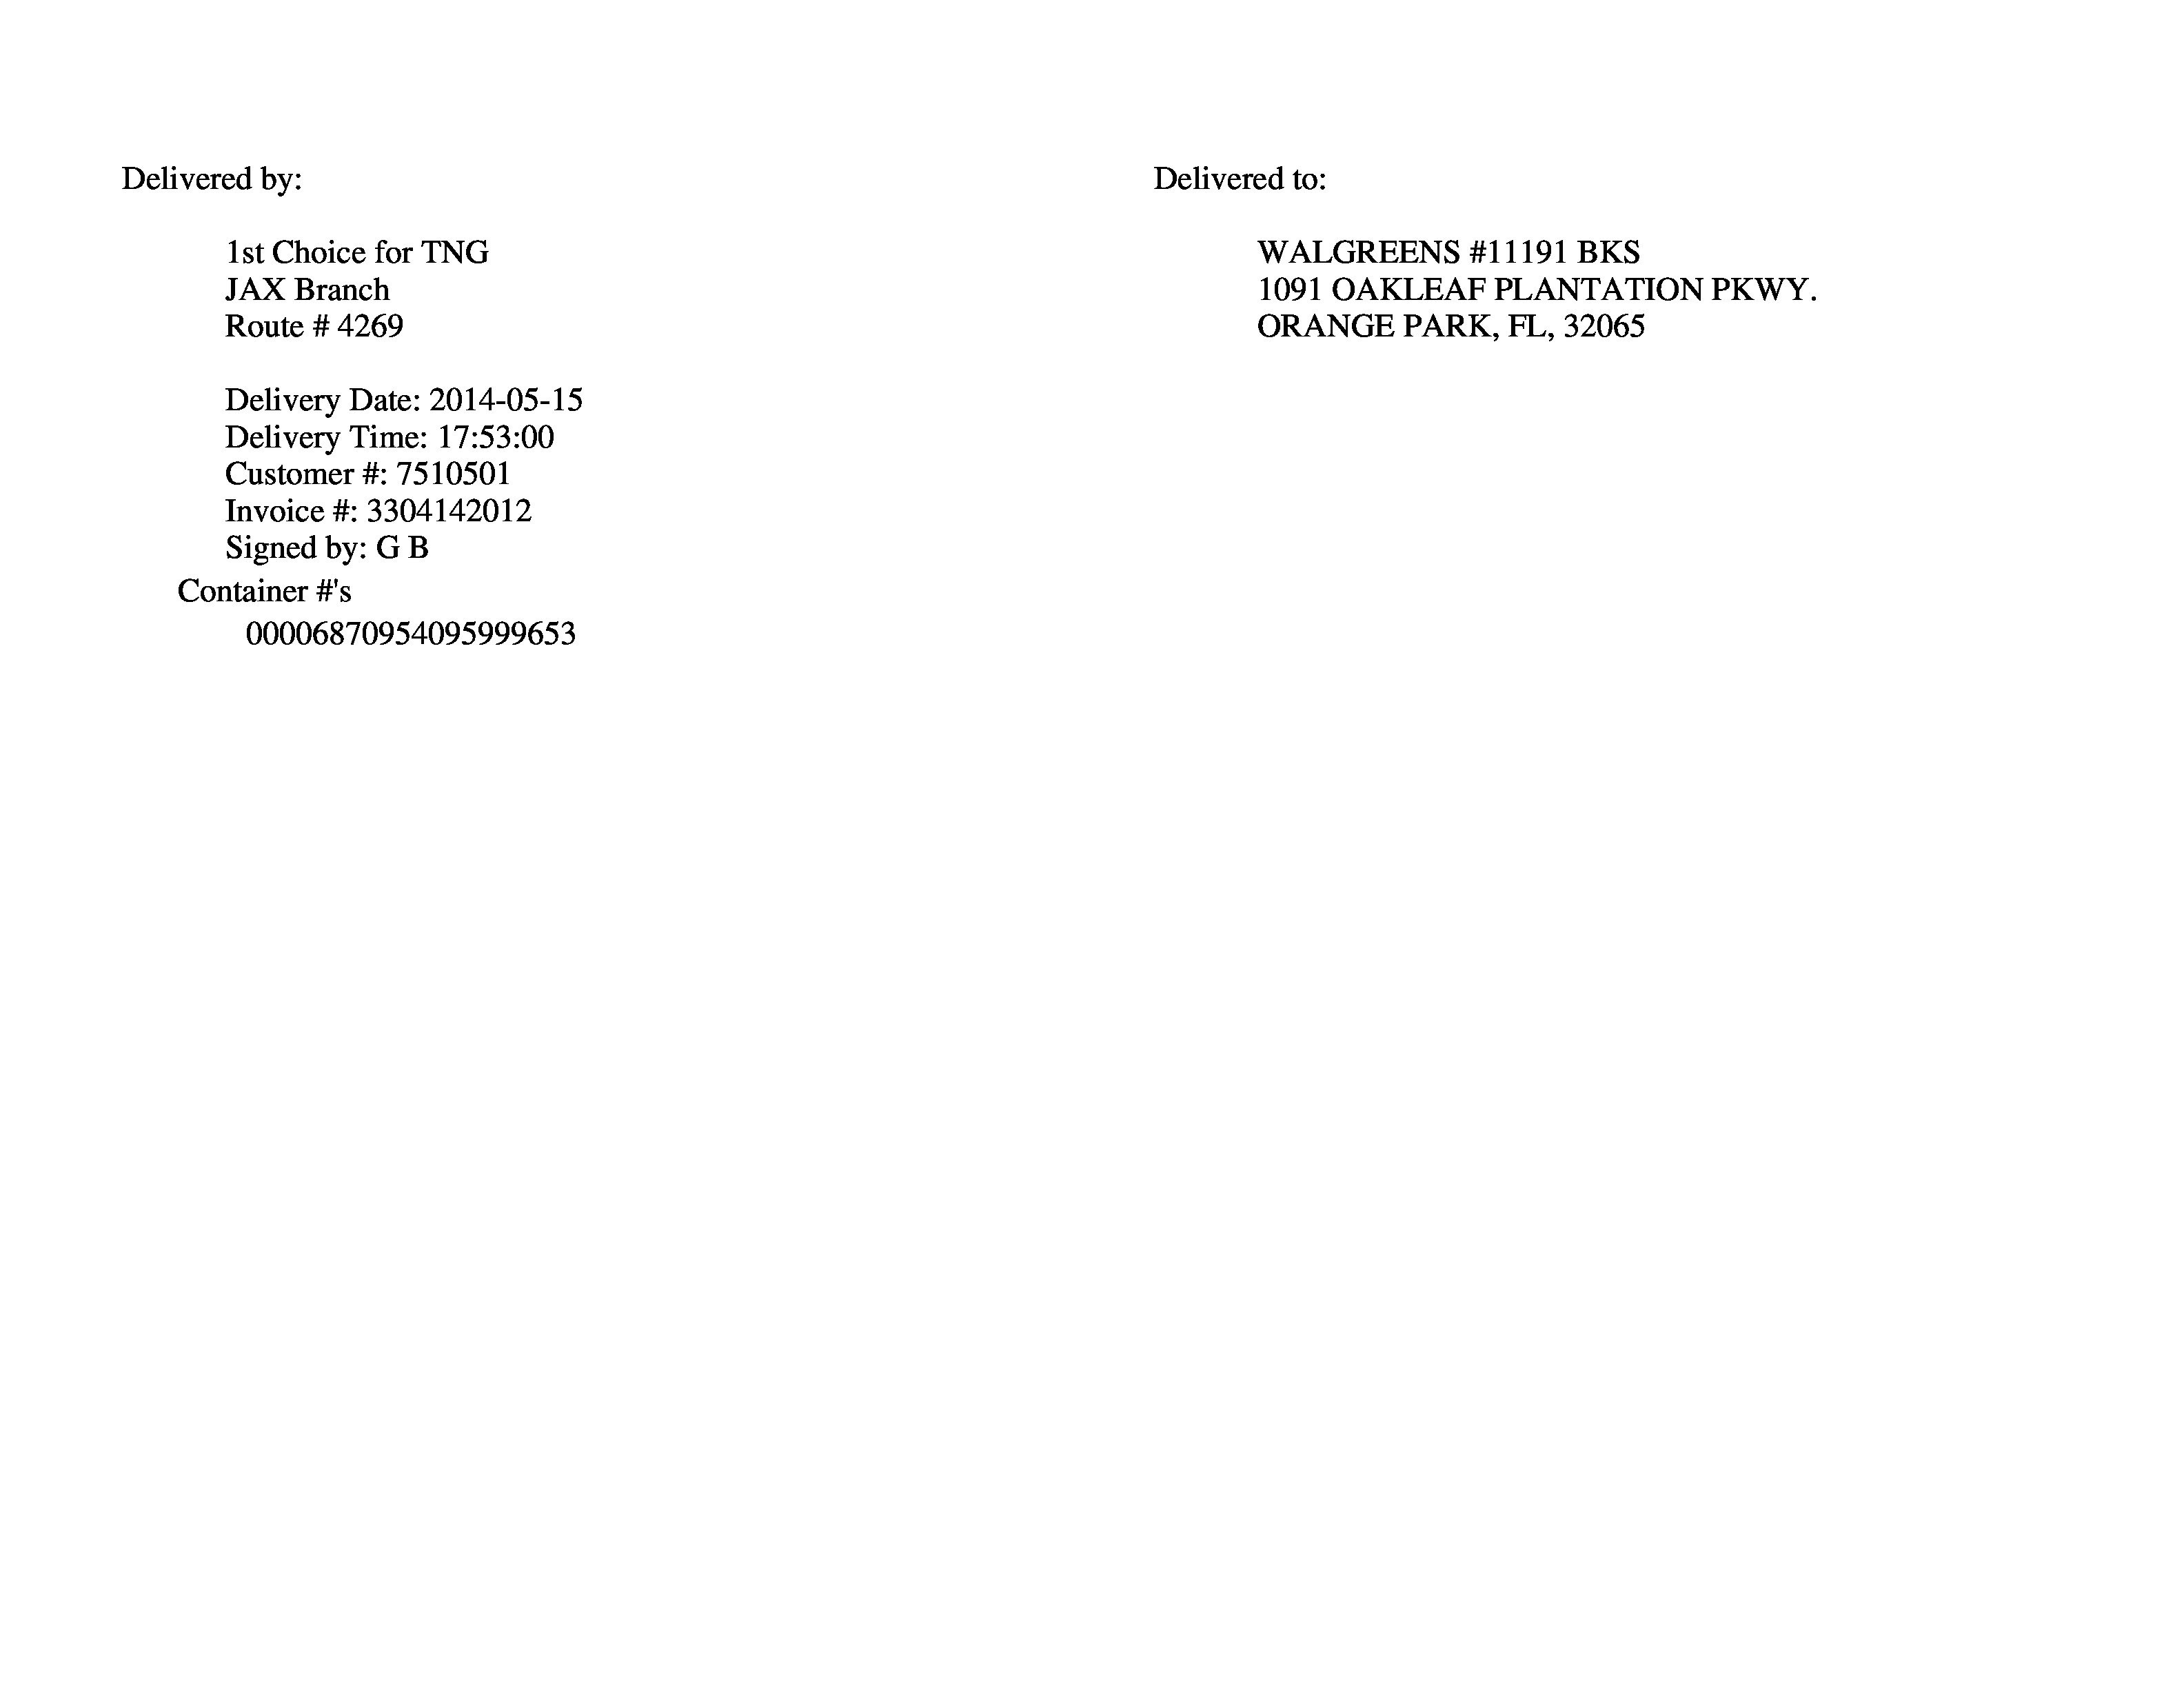 Delivered by:
1st Choice for TNG
JAX Branch
Route # 4269
Delivery Date: 2014-05-15
Delivery Time: 17:53:00
Customer #: 7510501
Invoice #: 3304142012
Signed by: G B
Container #'s
00006870954095999653
Delivered to:
WALGREENS #11191 BKS
1091 OAKLEAF PLANTATION PKWY.
ORANGE PARK, FL, 32065